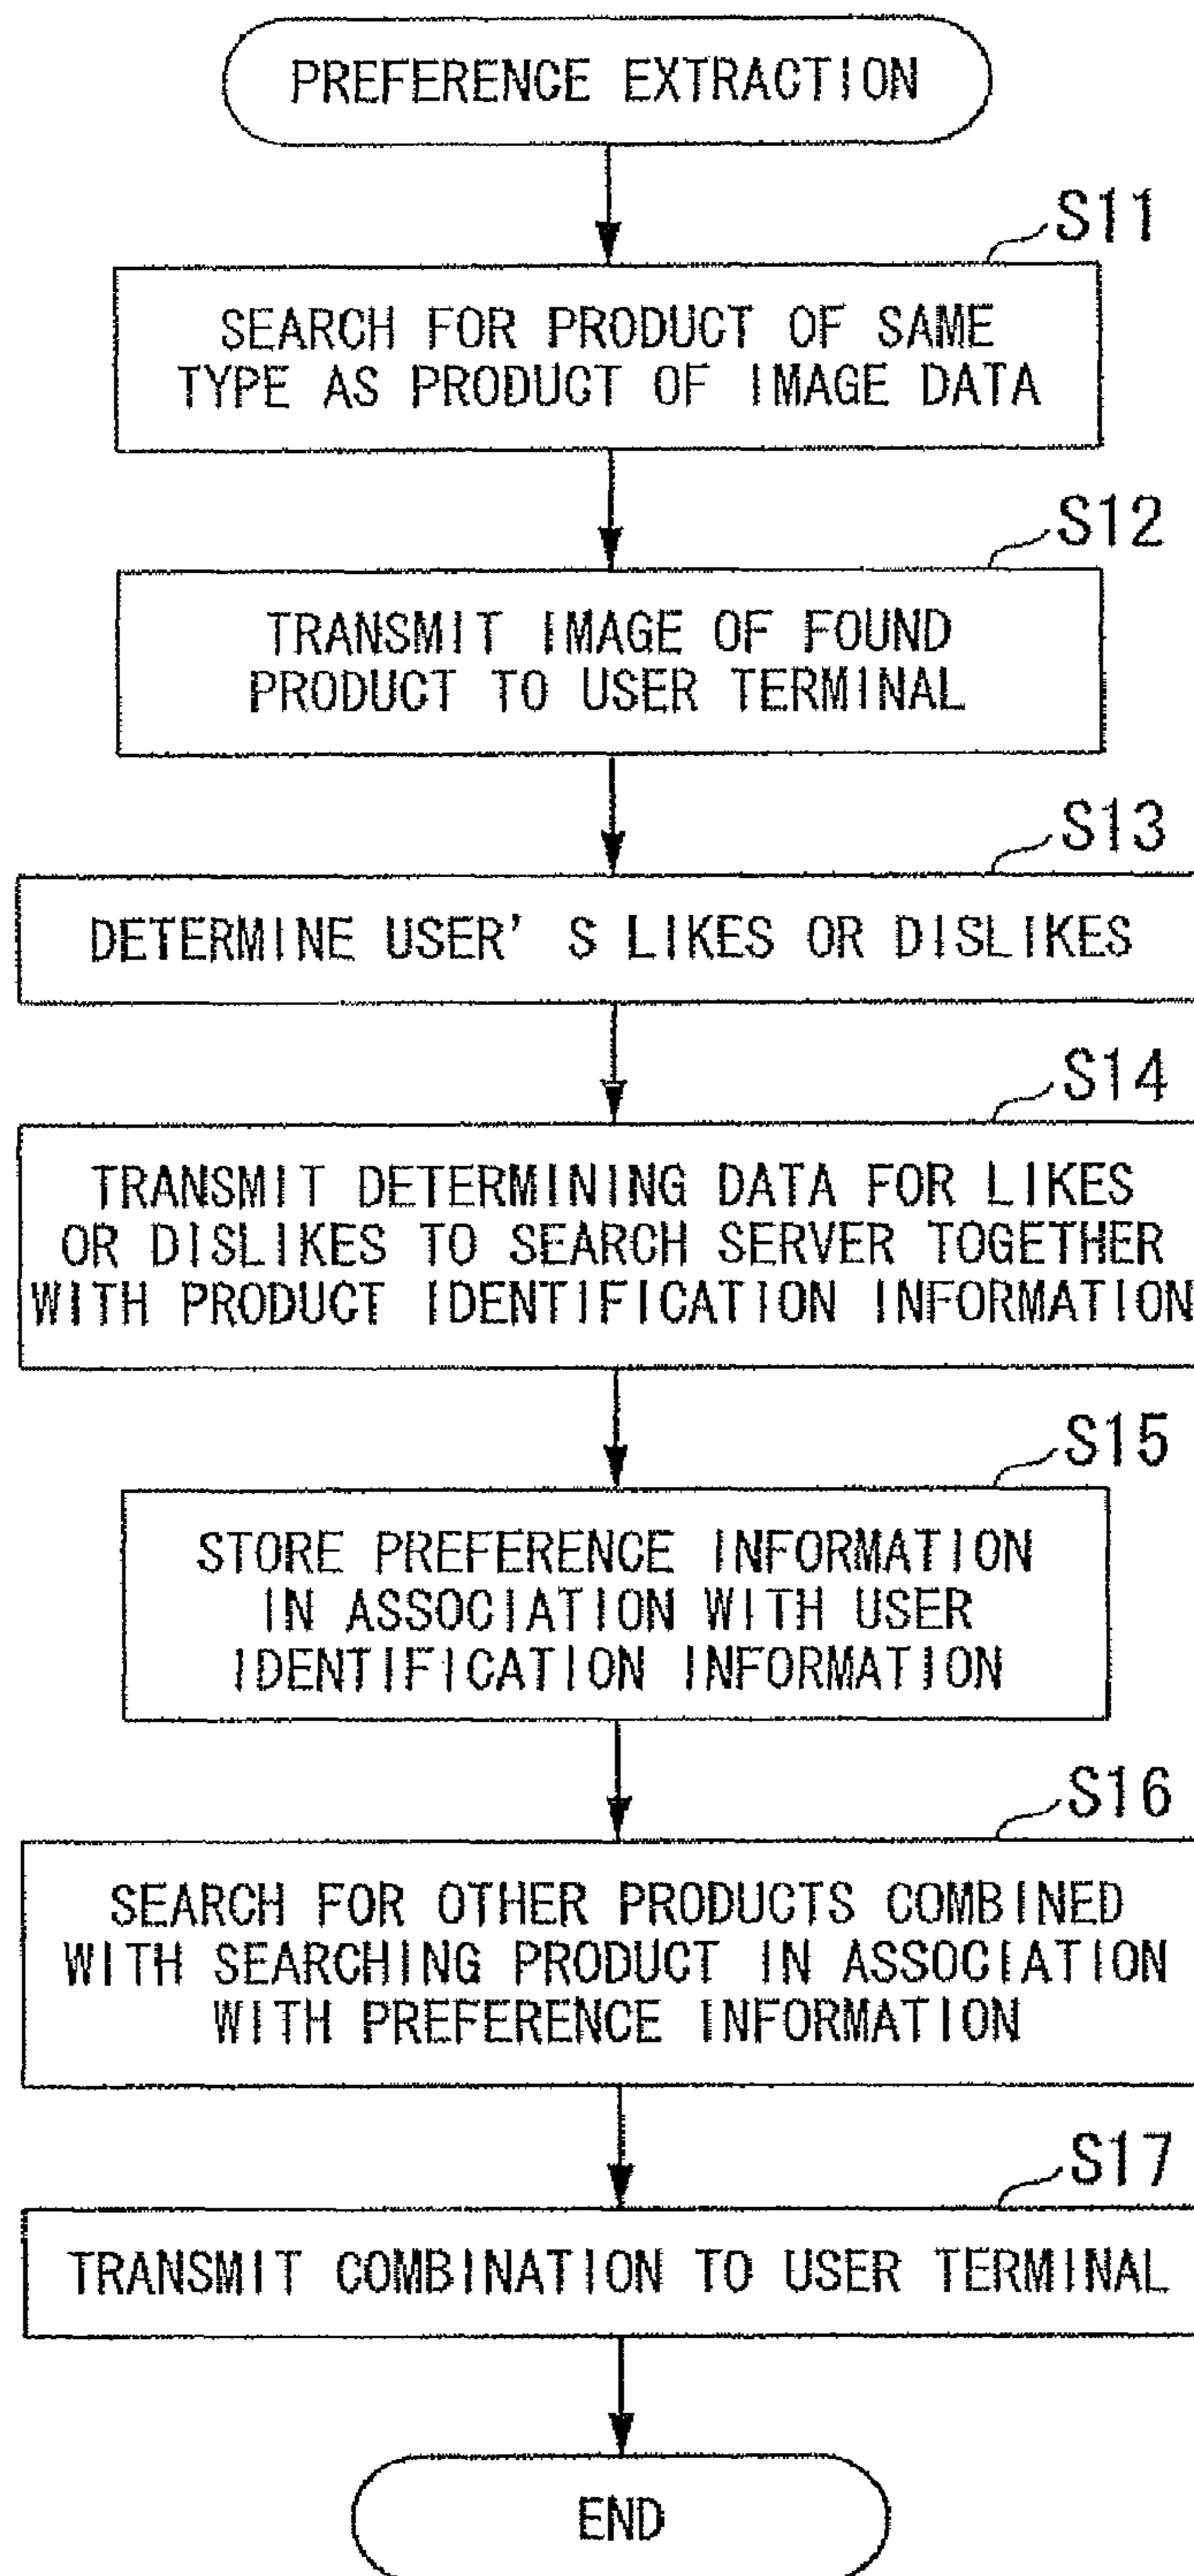 PREFERENCE EXTRACTION
S11
SEARCH FOR PRODUCT OF SAME
TYPE AS PRODUCT OF IMAGE DATA
S12
TRANSMIT IMAGE OF FOUND
PRODUCT TO USER TERMINAL
S13
DETERMINE USER' S LIKES OR DISLIKES
S14
TRANSMIT DETERMINING DATA FOR LIKES
OR DISLIKES TO SEARCH SERVER TOGETHER
WITH PRODUCT IDENTIFICATION INFORMATION
S15
STORE PREFERENCE INFORMATION
IN ASSOCIATION WITH USER
IDENTIFICATION INFORMATION
S16
SEARCH FOR OTHER PRODUCTS COMBINED
WITH SEARCHING PRODUCT IN ASSOCIATION
WITH PREFERENCE INFORMATION
S17
TRANSMIT COMBINATION TO USER TERMINAL
END